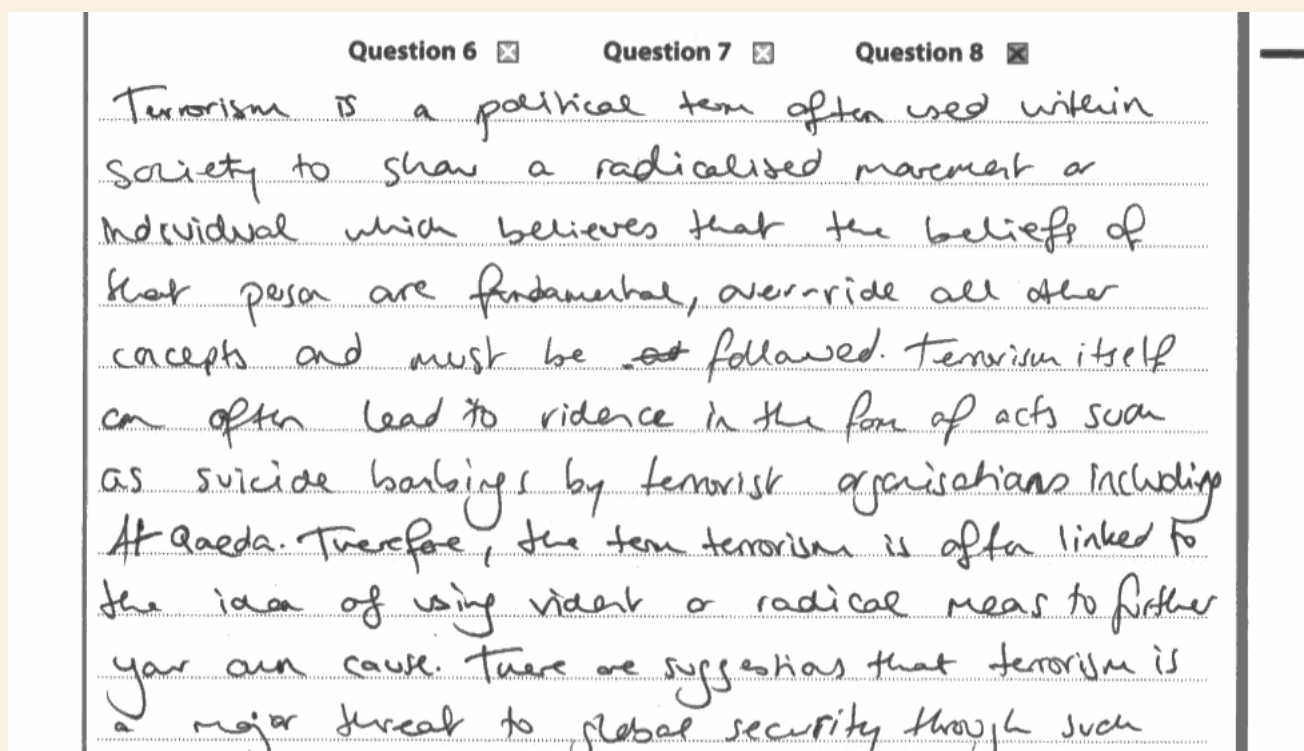 Question 6 ☒ Question 7 ☒ Question 8 ☒
Terrorism is a political term often used within
society to show a radicalised movement or
individual which believes that the beliefs of
that person are fundamental, over-ride all other
concepts and must be followed. Terrorism itself
can often lead to violence in the form of acts such
as suicide bombings by terrorist organisations including
Al Qaeda. Therefore, the term terrorism is often linked to
the idea of using violent or radical means to further
your own cause. There are suggestions that terrorism is
a major threat to global security through such